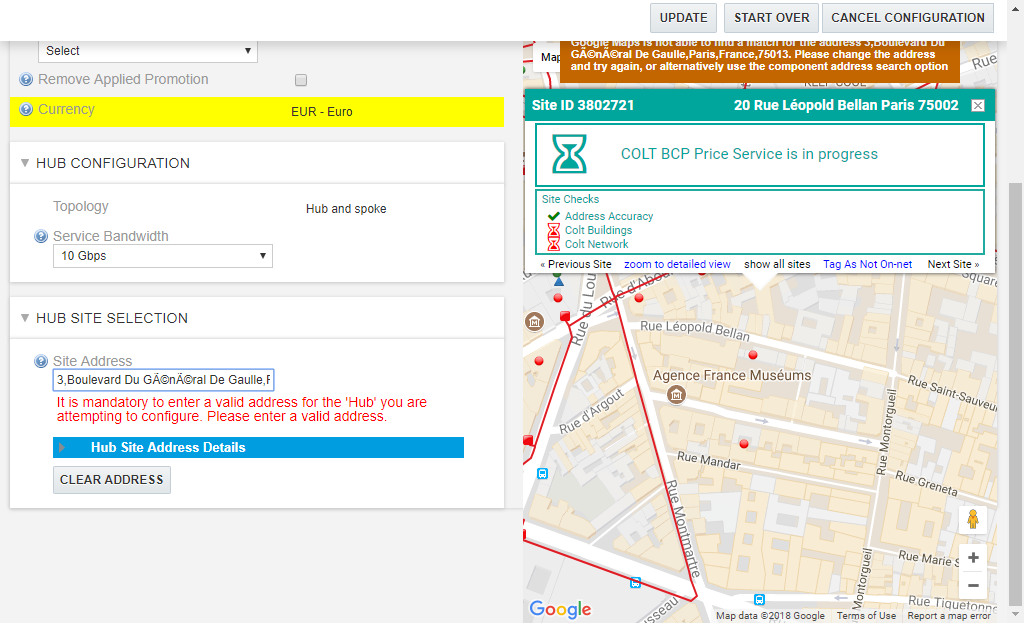 UPDATE
START OVER
CANCEL CONFIGURATION
Select
Remove Applied Promotion
Currency
EUR - Euro
HUB CONFIGURATION
Topology
Hub and spoke
Service Bandwidth
10 Gbps
HUB SITE SELECTION
Site Address
3,Boulevard Du GÃ©nÃ©ral De Gaulle,F
It is mandatory to enter a valid address for the 'Hub' you are
attempting to configure. Please enter a valid address.
Hub Site Address Details
CLEAR ADDRESS
Map
Google Maps is not able to find a match for the address 3,Boulevard Du
GÃ©nÃ©ral De Gaulle,Paris,France,75013. Please change the address
and try again, or alternatively use the component address search option
Rue
Site ID 3802721
20 Rue Léopold Bellan Paris 75002
COLT BCP Price Service is in progress
Site Checks
Address Accuracy
Colt Buildings
Colt Network
« Previous Site
zoom to detailed view
show all sites
Tag As Not On-net
Next Site »
Rue du Lou
Rue d'Abou
Square
Rue Léopold Bellan
Agence France Muséums
Rue Saint-Sauveur
Rue d'Argout
Rue Montorgueil
Rue Mandar
Rue Greneta
Rue Montmartre
Rue Marie S
Montorgueil
Rue Tiquetonne
usseau
Google
Map data ©2018 Google
Terms of Use
Report a map error